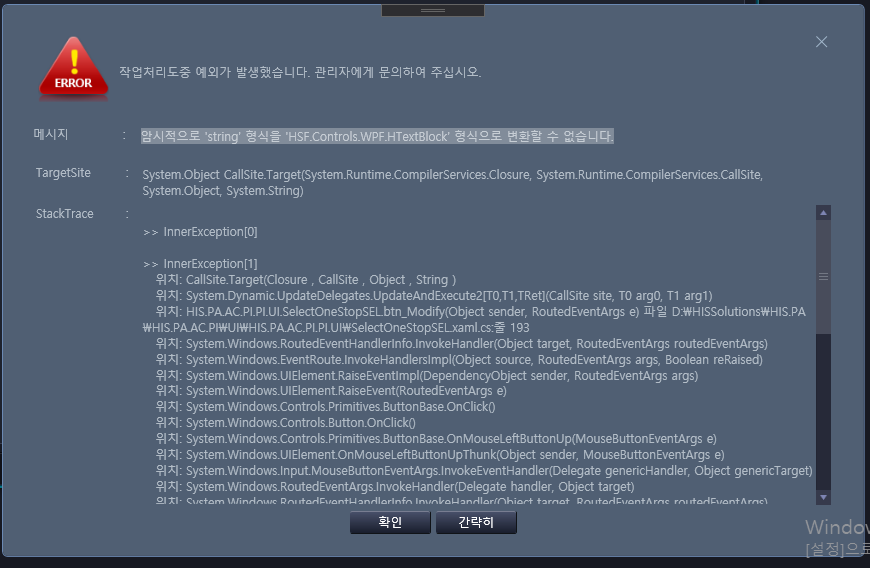 ERROR
작업처리도중 예외가 발생했습니다. 관리자에게 문의하여 주십시오.
메시지 : 암시적으로 'string' 형식을 'HSF.Controls.WPF.HTextBlock' 형식으로 변환할 수 없습니다.
TargetSite : System.Object CallSite.Target(System.Runtime.CompilerServices.Closure, System.Runtime.CompilerServices.CallSite,
System.Object, System.String)
StackTrace :
>> InnerException[0]
>> InnerException[1]
위치: CallSite.Target(Closure , CallSite , Object , String )
위치: System.Dynamic.UpdateDelegates.UpdateAndExecute2[T0,T1,TRet](CallSite site, T0 arg0, T1 arg1)
위치: HIS.PA.AC.PI.PI.UI.SelectOneStopSEL.btn_Modify(Object sender, RoutedEventArgs e) 파일 D:₩HISSolutions₩HIS.PA
₩HIS.PA.AC.PI₩UI₩HIS.PA.AC.PI.PI.UI₩SelectOneStopSEL.xaml.cs:줄 193
위치: System.Windows.RoutedEventHandlerInfo.InvokeHandler(Object target, RoutedEventArgs routedEventArgs)
위치: System.Windows.EventRoute.InvokeHandlersImpl(Object source, RoutedEventArgs args, Boolean reRaised)
위치: System.Windows.UIElement.RaiseEventImpl(DependencyObject sender, RoutedEventArgs args)
위치: System.Windows.UIElement.RaiseEvent(RoutedEventArgs e)
위치: System.Windows.Controls.Primitives.ButtonBase.OnClick()
위치: System.Windows.Controls.Button.OnClick()
위치: System.Windows.Controls.Primitives.ButtonBase.OnMouseLeftButtonUp(MouseButtonEventArgs e)
위치: System.Windows.UIElement.OnMouseLeftButtonUpThunk(Object sender, MouseButtonEventArgs e)
위치: System.Windows.Input.MouseButtonEventArgs.InvokeEventHandler(Delegate genericHandler, Object genericTarget)
위치: System.Windows.RoutedEventArgs.InvokeHandler(Delegate handler, Object target)
위치: System.Windows.RoutedEventHandlerInfo.InvokeHandler(Object target, RoutedEventArgs routedEventArgs)
확인 간략히
Window
[설정]으로